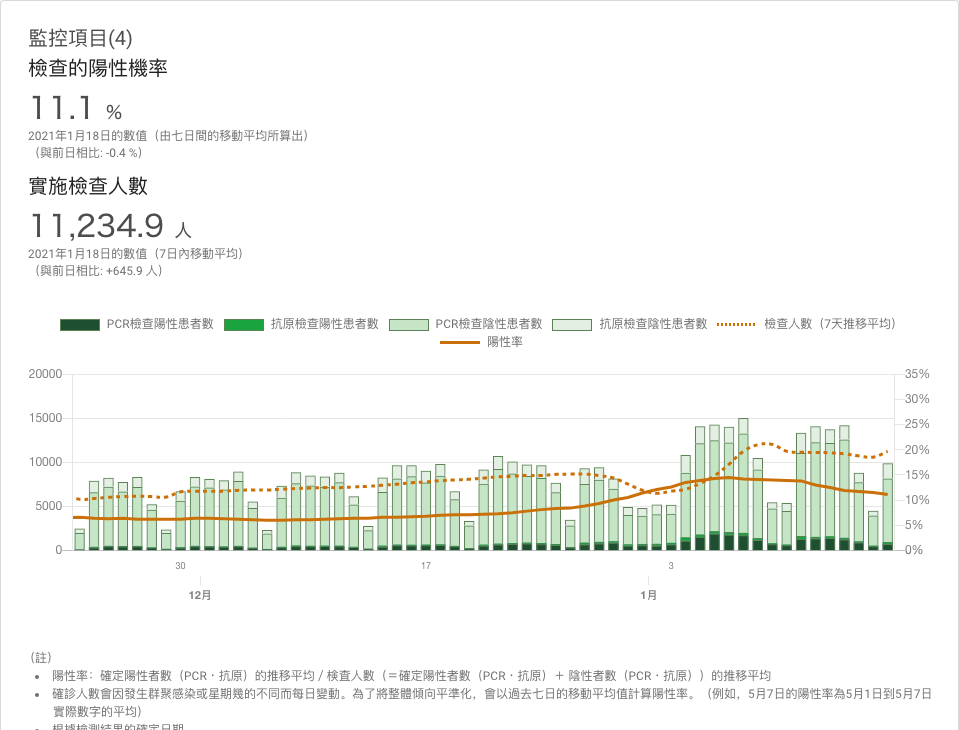 監控項目(4)
檢查的陽性機率
11.1 %
2021年1月18日的數值（由七日間的移動平均所算出）
（與前日相比: -0.4 %）
實施檢查人數
11,234.9 人
2021年1月18日的數值（7日內移動平均）
（與前日相比: +645.9 人）
PCR檢查陽性患者數 抗原檢查陽性患者數 PCR檢查陰性患者數 抗原檢查陰性患者數 檢查人數（7天推移平均）
陽性率
20000 35%
30%
15000 25%
20%
10000 15%
10%
5000 5%
0 0%
30 17 3
12月 1月
（註）
• 陽性率：確定陽性者數（PCR・抗原）的推移平均 / 検査人數（＝確定陽性者數（PCR・抗原）＋ 陰性者數（PCR・抗原））的推移平均
• 確診人數會因發生群聚感染或星期幾的不同而每日變動。為了將整體傾向平準化，會以過去七日的移動平均值計算陽性率。（例如，5月7日的陽性率為5月1日到5月7日
實際數字的平均）
• 根據檢測結果的確定日期